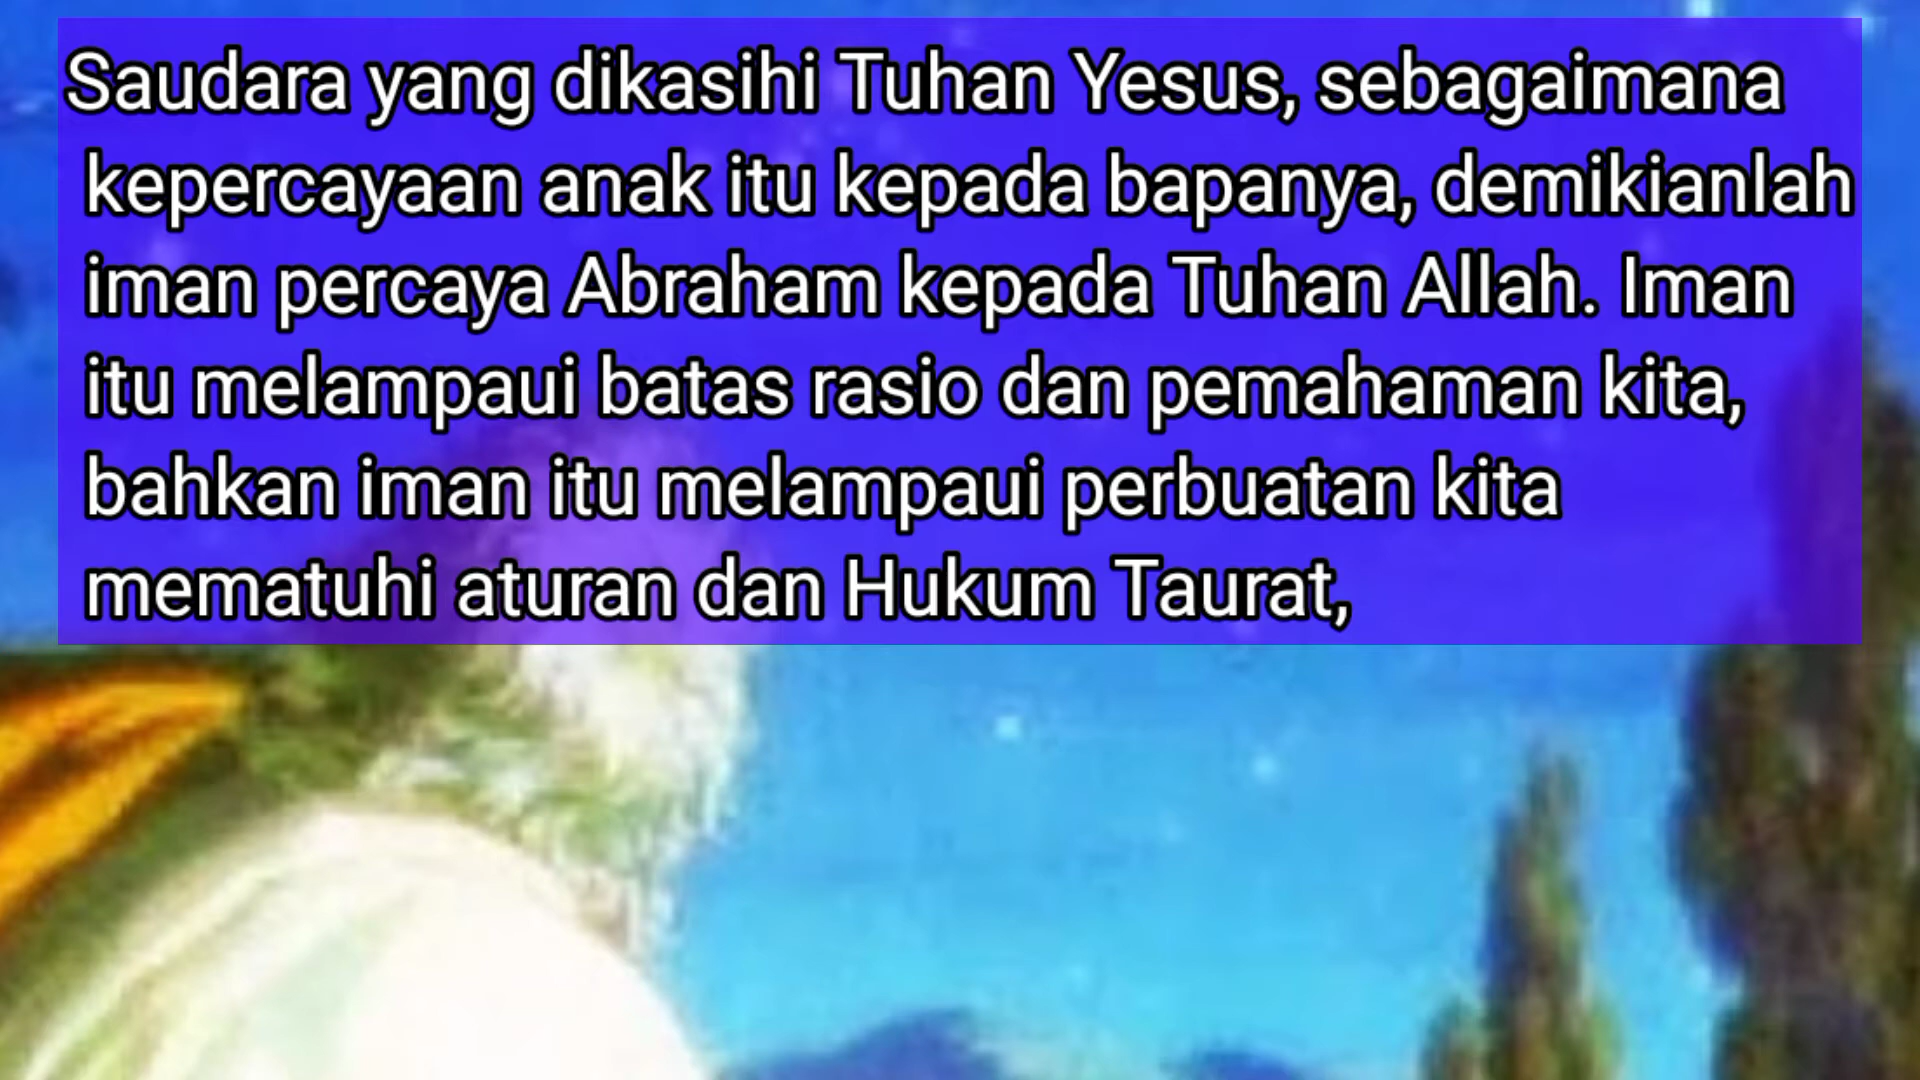 Saudara yang dikasihi Tuhan Yesus, sebagaimana
kepercayaan anak itu kepada bapanya, demikianlah
iman percaya Abraham kepada Tuhan Allah. Iman
itu melampaui batas rasio dan pemahaman kita,
bahkan iman itu melampaui perbuatan kita
mematuhi aturan dan Hukum Taurat,